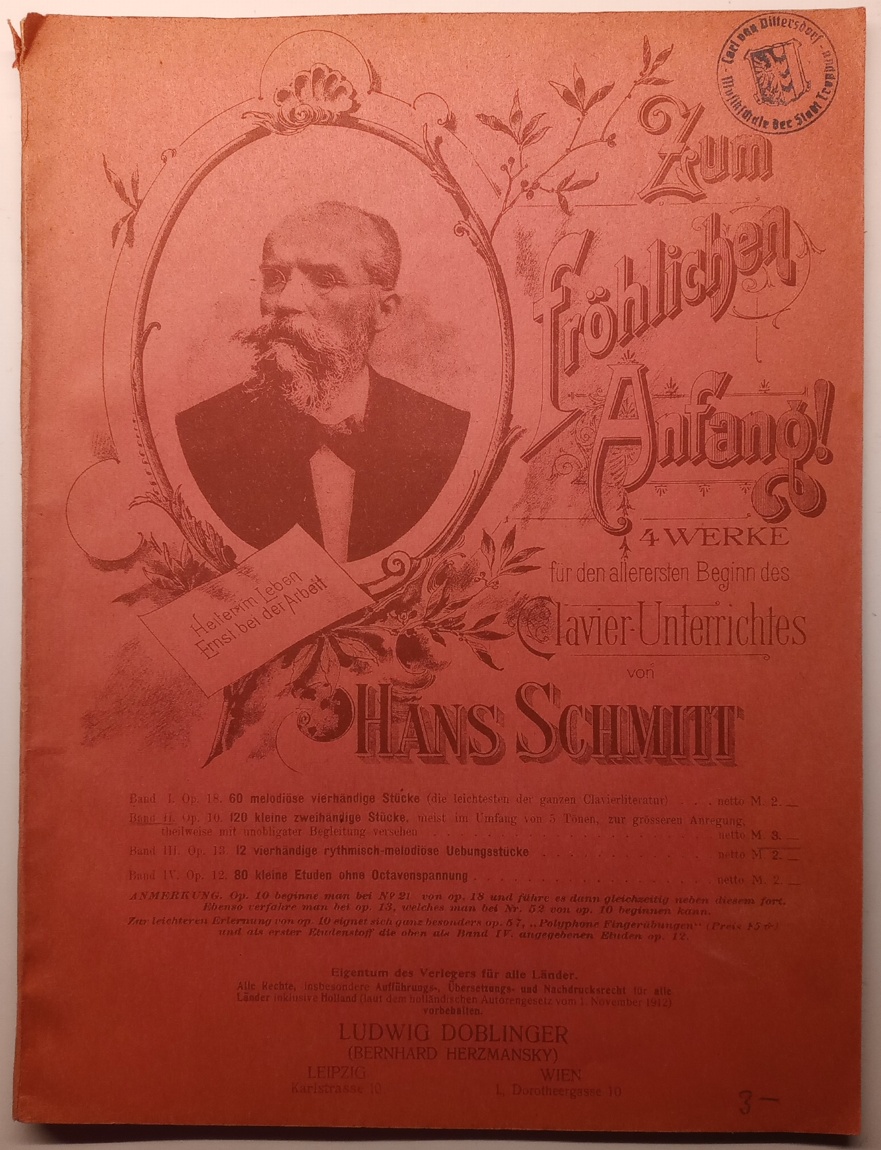 Carl von Dittersdorf -
Musikschule der Stadt Troppau
Zum
fröhlichen
Anfang!
4 WERKE
für den allerersten Beginn des
Clavier-Unterrichtes
von
HANS SCHMITT
Heiter im Leben
Ernst bei der Arbeit
Band I. Op. 18. 60 melodiöse vierhändige Stücke (die leichtesten der ganzen Clavierliteratur) . . . netto M. 2._
Band II. Op. 10. 120 kleine zweihändige Stücke, meist im Umfang von 5 Tönen, zur grösseren Anregung,
theilweise mit unobligater Begleitung versehen . . . netto M. 3._
Band III. Op. 13. 12 vierhändige rythmisch-melodiöse Uebungsstücke . . . netto M 2._
Band IV. Op. 12. 80 kleine Etuden ohne Octavenspannung . . . netto M. 2._
ANMERKUNG. Op. 10 beginne man bei No 21 von op. 18 und führe es dann gleichzeitig neben diesem fort.
Ebenso verfahre man bei op. 13, welches man bei Nr. 52 von op. 10 beginnen kann.
Zur leichteren Erlernung von op. 10 eignet sich ganz besonders op. 57, „Polyphone Fingerübungen" (Preis
und als erster Etudenstoff die oben als Band IV. angegebenen Etuden op. 12.
Eigentum des Verlegers für alle Länder.
Alle Rechte, insbesondere Aufführungs-, Übersetzungs- und Nachdrucksrecht für alle
Länder inklusive Holland (laut dem holländischen Autorengesetz vom 1. November 1912)
vorbehalten.
LUDWIG DOBLINGER
(BERNHARD HERZMANSKY)
LEIPZIG WIEN
Karlstrasse 10 I., Dorotheergasse 10
3 —